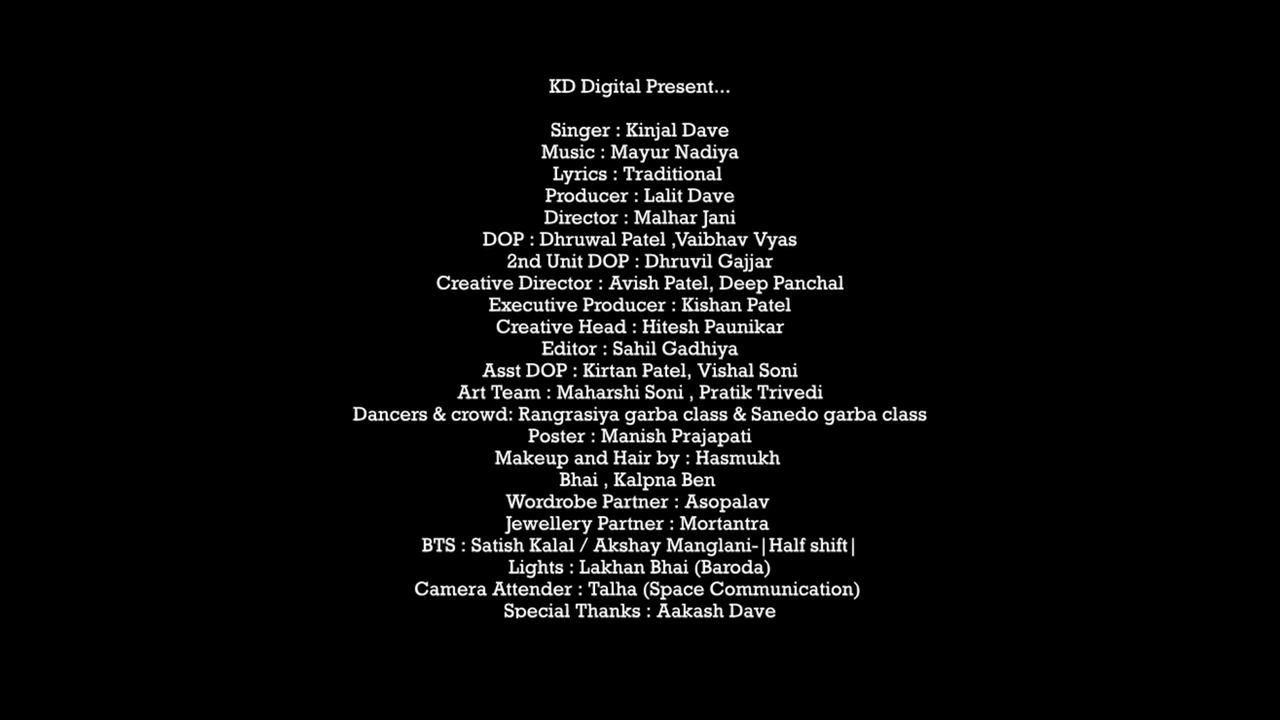 KD Digital Present...
Singer : Kinjal Dave
Music : Mayur Nadiya
Lyrics : Traditional
Producer : Lalit Dave
Director : Malhar Jani
DOP : Dhruwal Patel ,Vaibhav Vyas
2nd Unit DOP : Dhruvil Gajjar
Creative Director : Avish Patel, Deep Panchal
Executive Producer : Kishan Patel
Creative Head : Hitesh Paunikar
Editor : Sahil Gadhiya
Asst DOP : Kirtan Patel, Vishal Soni
Art Team : Maharshi Soni , Pratik Trivedi
Dancers & crowd: Rangrasiya garba class & Sanedo garba class
Poster : Manish Prajapati
Makeup and Hair by : Hasmukh
Bhai , Kalpna Ben
Wordrobe Partner : Asopalav
Jewellery Partner : Mortantra
BTS : Satish Kalal / Akshay Manglani-|Half shift|
Lights : Lakhan Bhai (Baroda)
Camera Attender : Talha (Space Communication)
Special Thanks : Aakash Dave